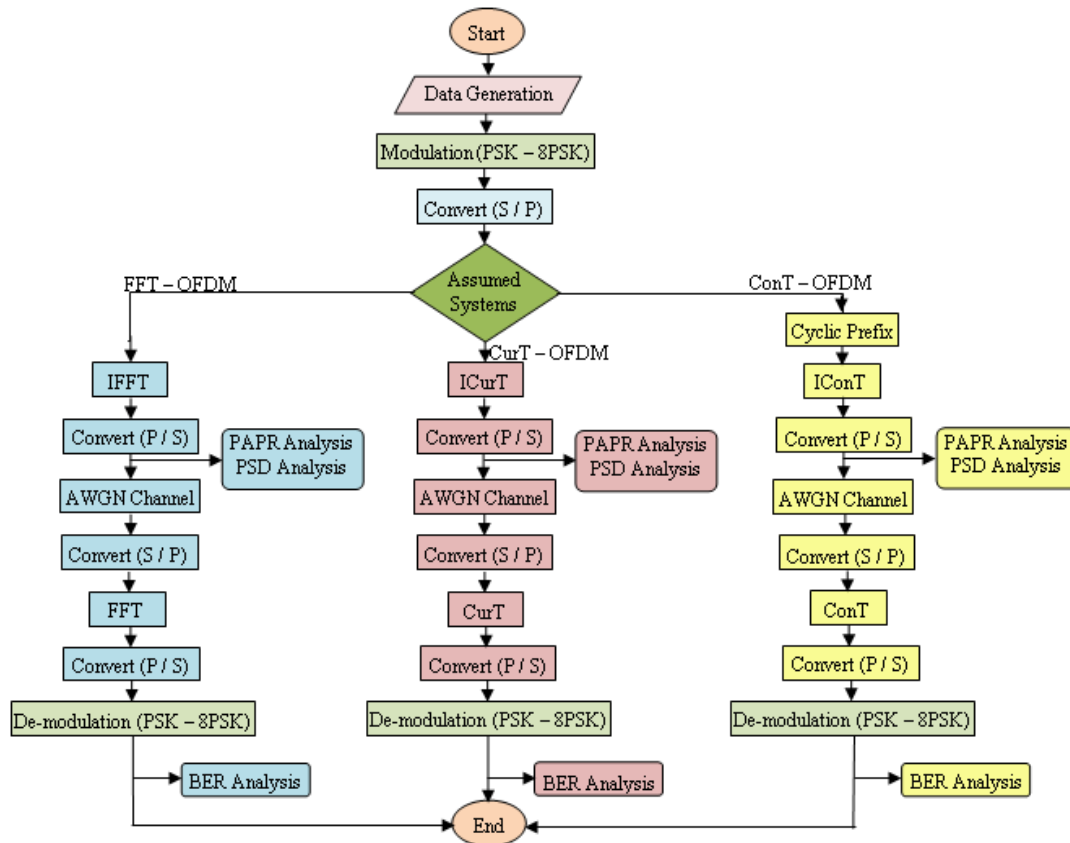 Start
Data Generation
Modulation (PSK – 8PSK)
Convert (S / P)
Assumed
Systems
FFT – OFDM
IFFT
Convert (P / S)
PAPR Analysis
PSD Analysis
AWGN Channel
Convert (S / P)
FFT
Convert (P / S)
De-modulation (PSK – 8PSK)
BER Analysis
CurT – OFDM
ICurT
Convert (P / S)
PAPR Analysis
PSD Analysis
AWGN Channel
Convert (S / P)
CurT
Convert (P / S)
De-modulation (PSK – 8PSK)
BER Analysis
ConT – OFDM
Cyclic Prefix
IConT
Convert (P / S)
PAPR Analysis
PSD Analysis
AWGN Channel
Convert (S / P)
ConT
Convert (P / S)
De-modulation (PSK – 8PSK)
BER Analysis
End